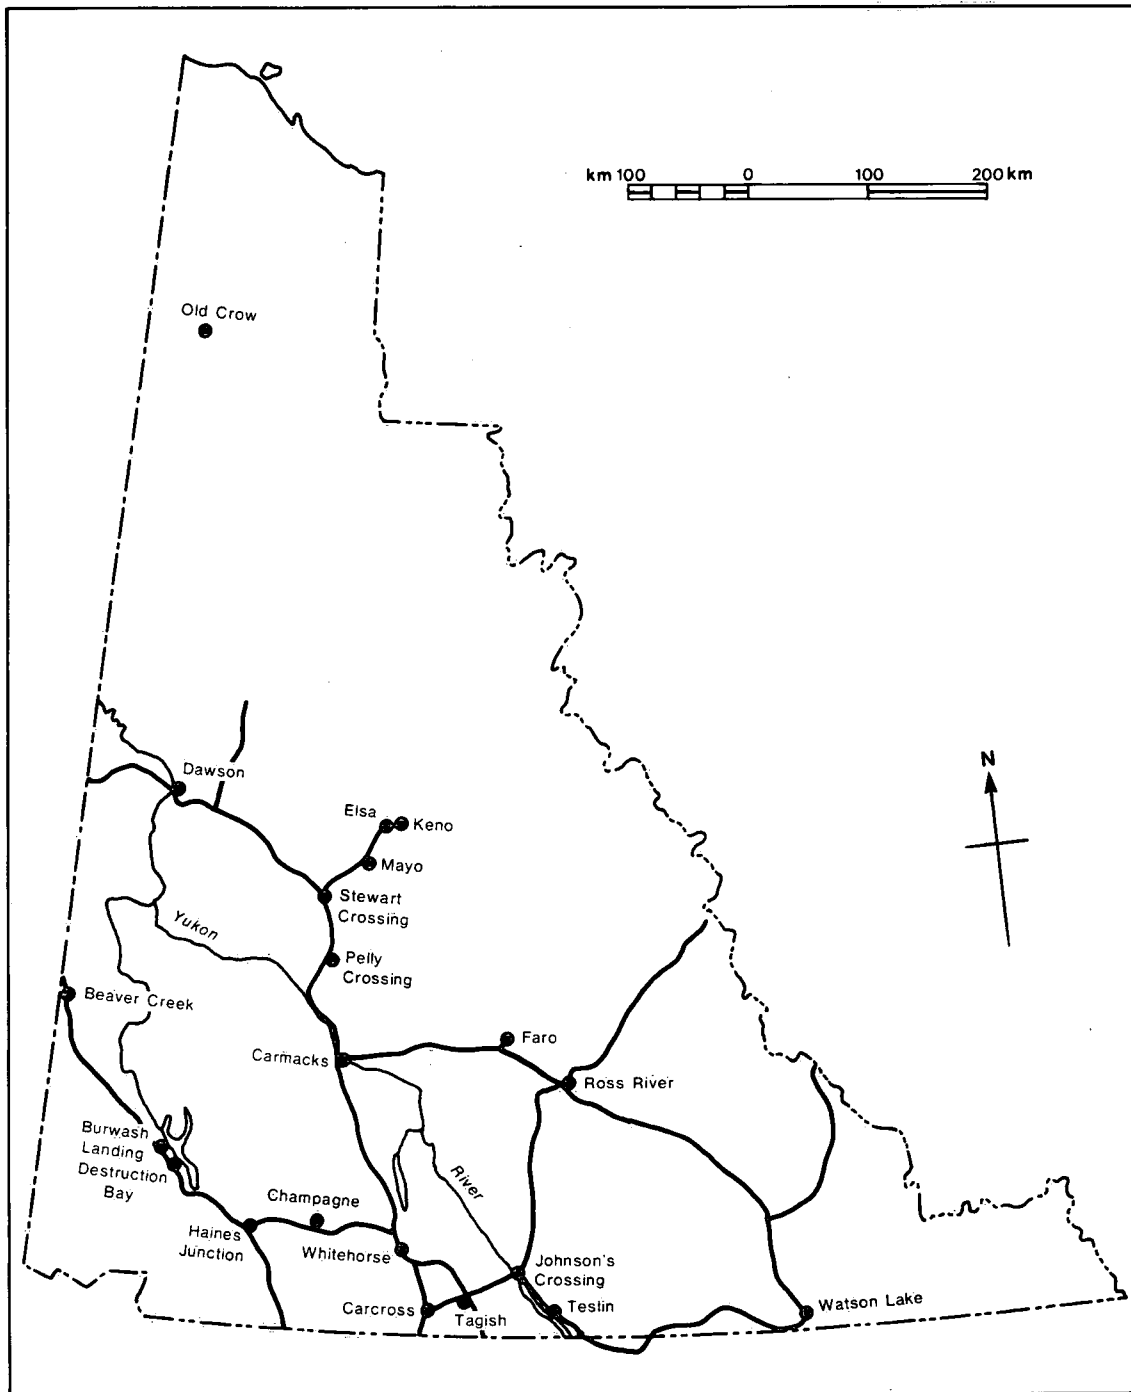 km 100 0 100 200 km
Old Crow
N
Dawson
Elsa
Keno
Mayo
Stewart
Crossing
Yukon
Pelly
Crossing
Beaver Creek
Faro
Carmacks
Ross River
Burwash
Landing
Destruction
Bay
River
Champagne
Haines
Junction
Whitehorse
Johnson's
Crossing
Carcross
Tagish
Teslin
Watson Lake